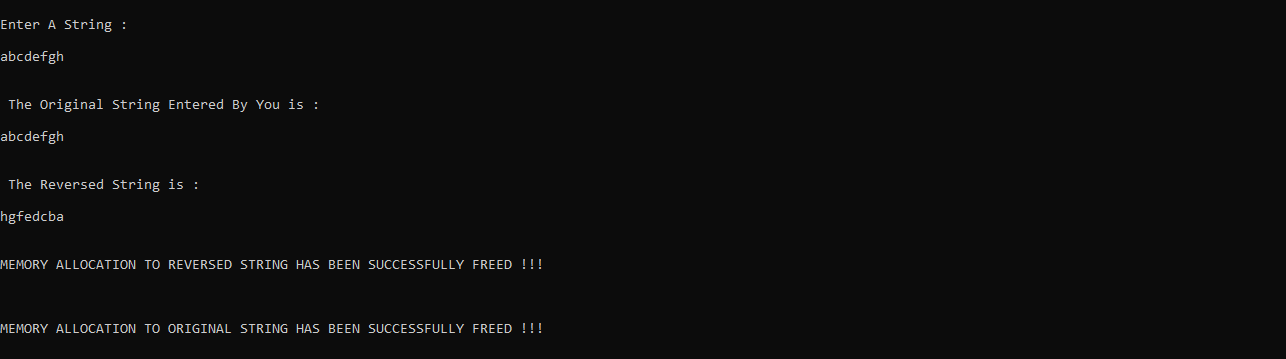 Enter A String :
abcdefgh
The Original String Entered By You is :
abcdefgh
The Reversed String is :
hgfedcba
MEMORY ALLOCATION TO REVERSED STRING HAS BEEN SUCCESSFULLY FREED !!!
MEMORY ALLOCATION TO ORIGINAL STRING HAS BEEN SUCCESSFULLY FREED !!!